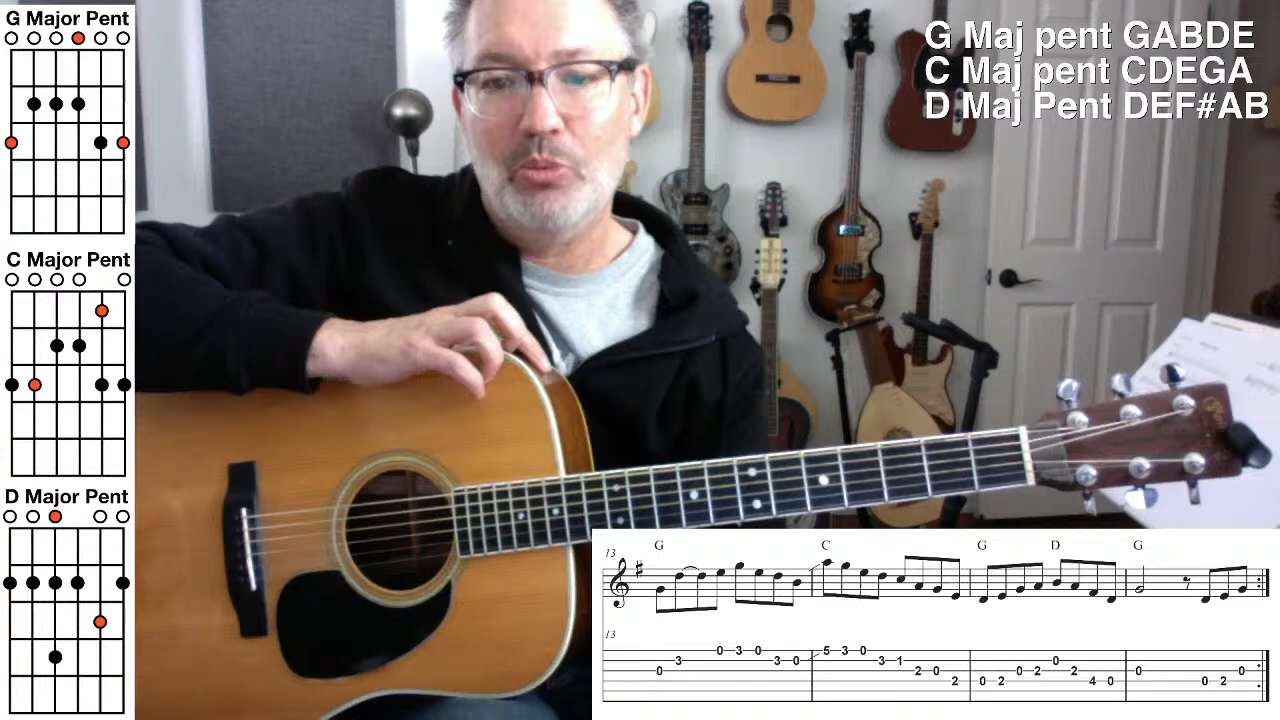 G Major Pent
C Major Pent
D Major Pent
G Maj pent GABDE
C Maj pent CDEGA
D Maj Pent DEF#AB
13 G C G D G
13
0 3 0 3 0 3 0 5 3 0 3 1 2 0 2 0 2 0 2 0 2 4 0 0 0 2 0